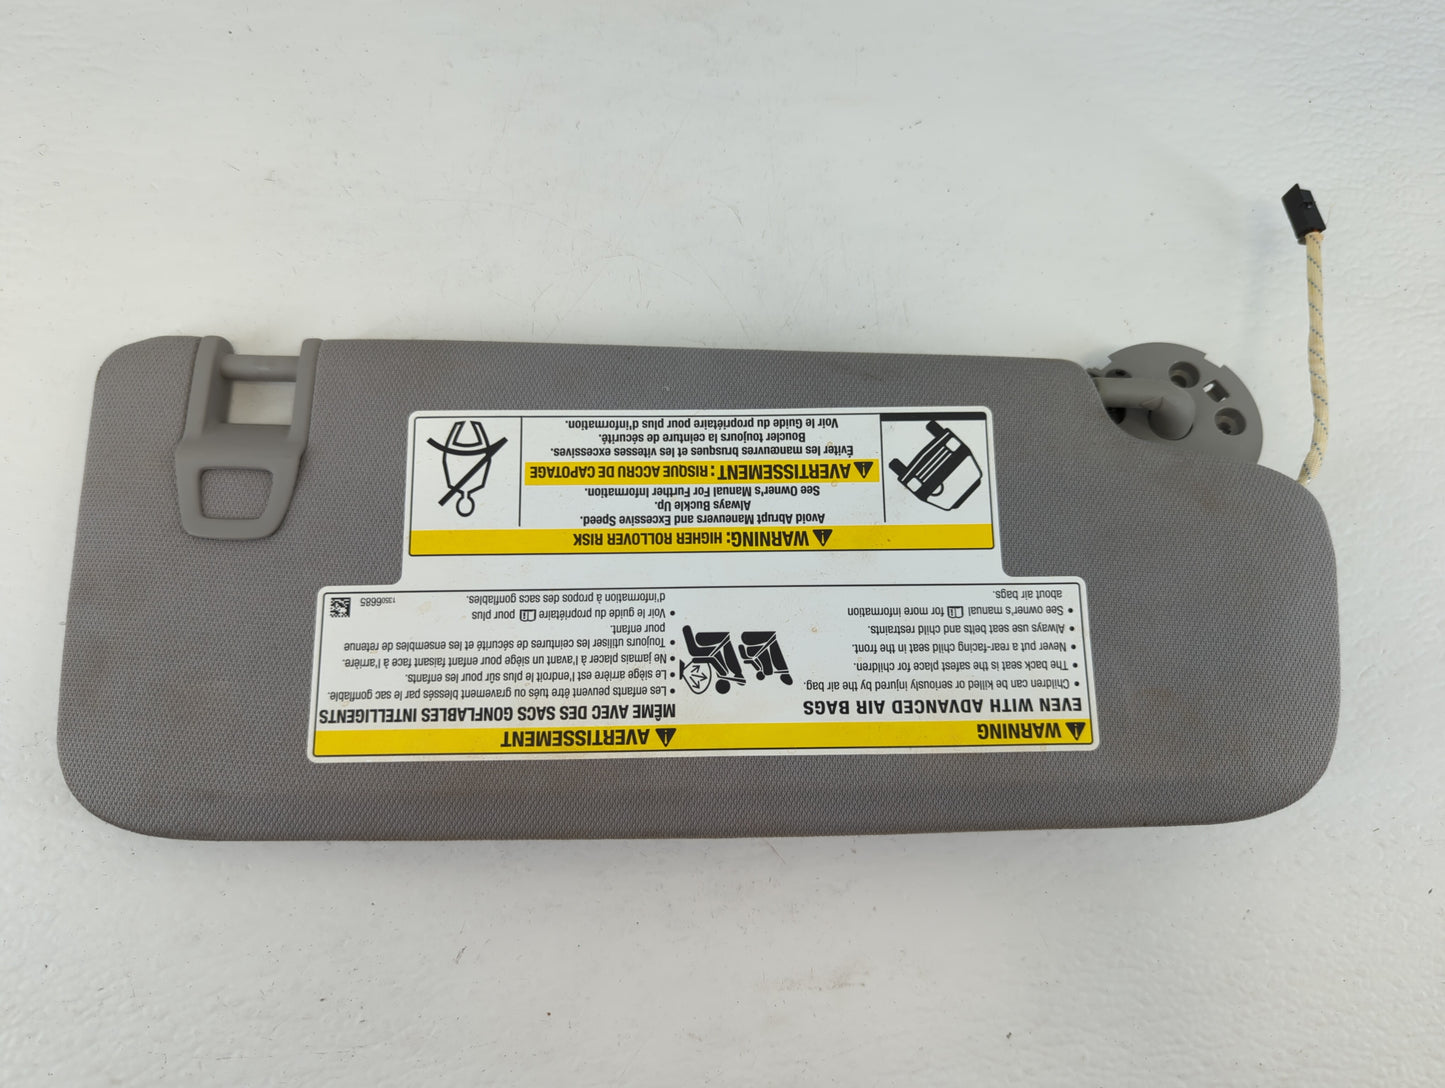 WARNING
EVEN WITH ADVANCED AIR BAGS
• Children can be killed or seriously injured by the air bag.
• The back seat is the safest place for children.
• Never put a rear-facing child seat in the front.
• Always use seat belts and child restraints.
• See owner's manual for more information
about air bags.
AVERTISSEMENT
MÊME AVEC DES SACS GONFLABLES INTELLIGENTS
• Les enfants peuvent être tués ou gravement blessés par le sac gonflable.
• Le siège arrière est l'endroit le plus sûr pour les enfants.
• Ne jamais placer à l'avant un siège pour enfant faisant face à l'arrière.
• Toujours utiliser les ceintures de sécurité et les ensembles de retenue
pour enfant.
• Voir le guide du propriétaire pour plus
d'information à propos des sacs gonflables.
13506685
WARNING: HIGHER ROLLOVER RISK
Avoid Abrupt Maneuvers and Excessive Speed.
Always Buckle Up.
See Owner's Manual For Further Information.
AVERTISSEMENT: RISQUE ACCRU DE CAPOTAGE
Éviter les manœuvres brusques et les vitesses excessives.
Boucler toujours la ceinture de sécurité.
Voir le Guide du propriétaire pour plus d'information.